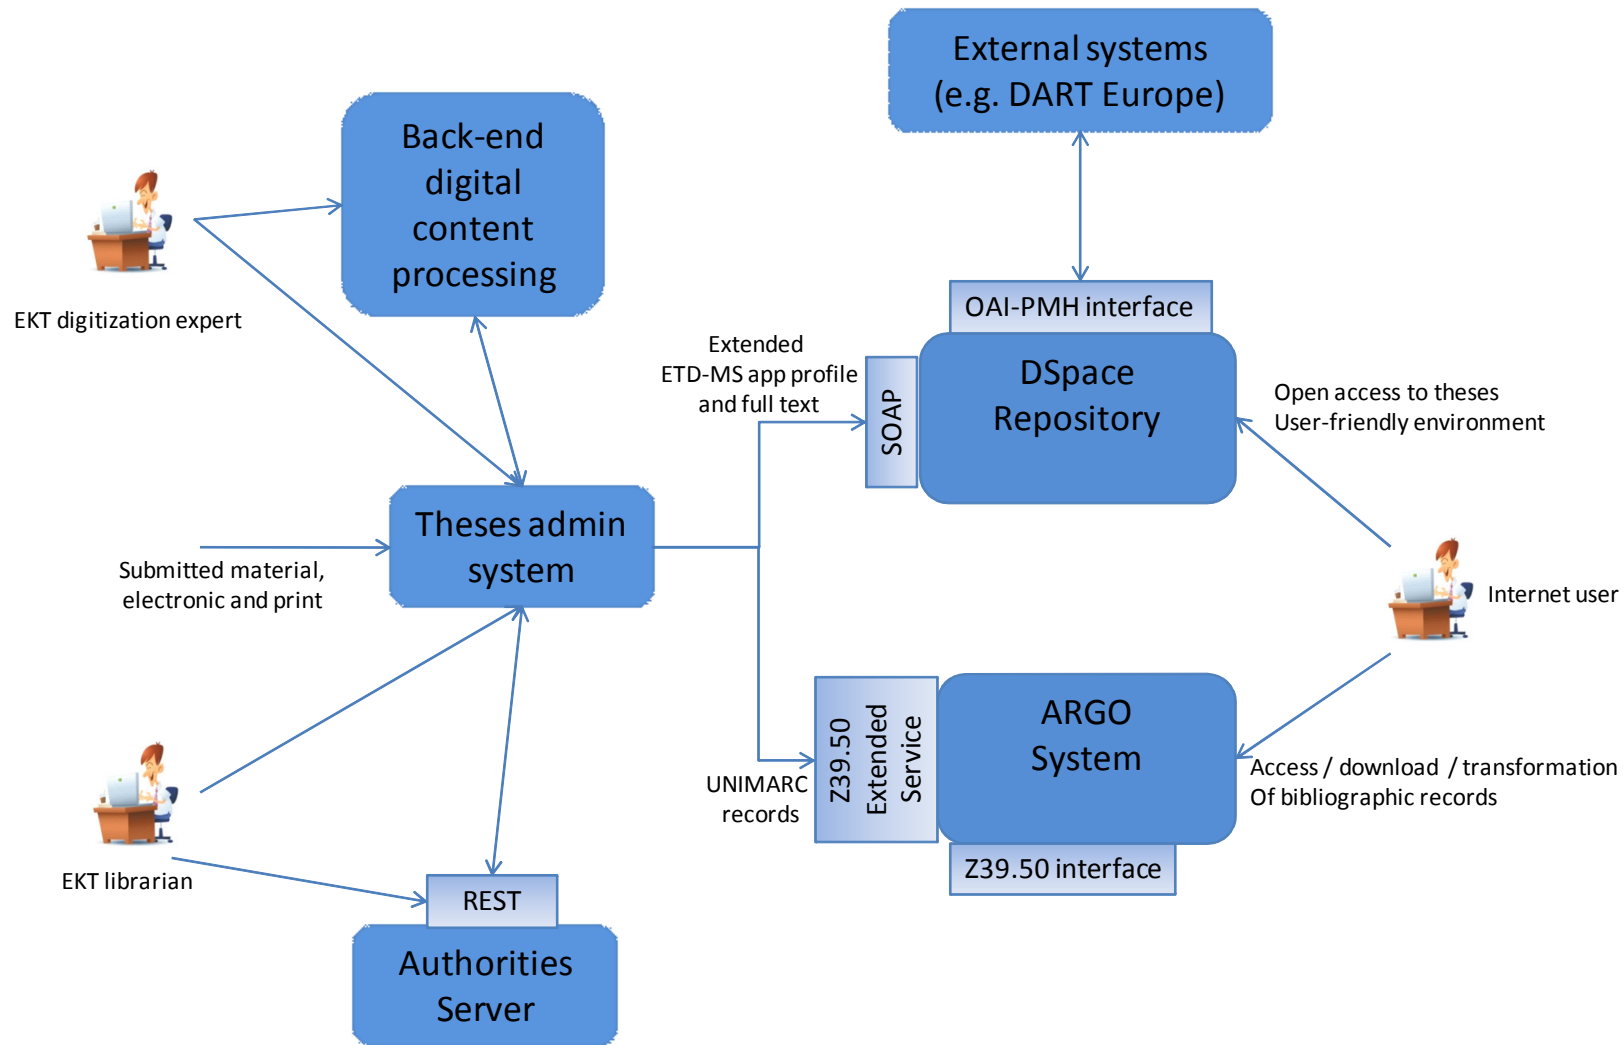 External systems
(e.g. DART Europe)
Back-end
digital
content
processing
EKT digitization expert
OAI-PMH interface
Extended
ETD-MS app profile
and full text
SOAP
DSpace
Repository
Open access to theses
User-friendly environment
Theses admin
system
Submitted material,
electronic and print
Internet user
UNIMARC
records
Z39.50
Extended
Service
ARGO
System
Access / download / transformation
Of bibliographic records
Z39.50 interface
EKT librarian
REST
Authorities
Server